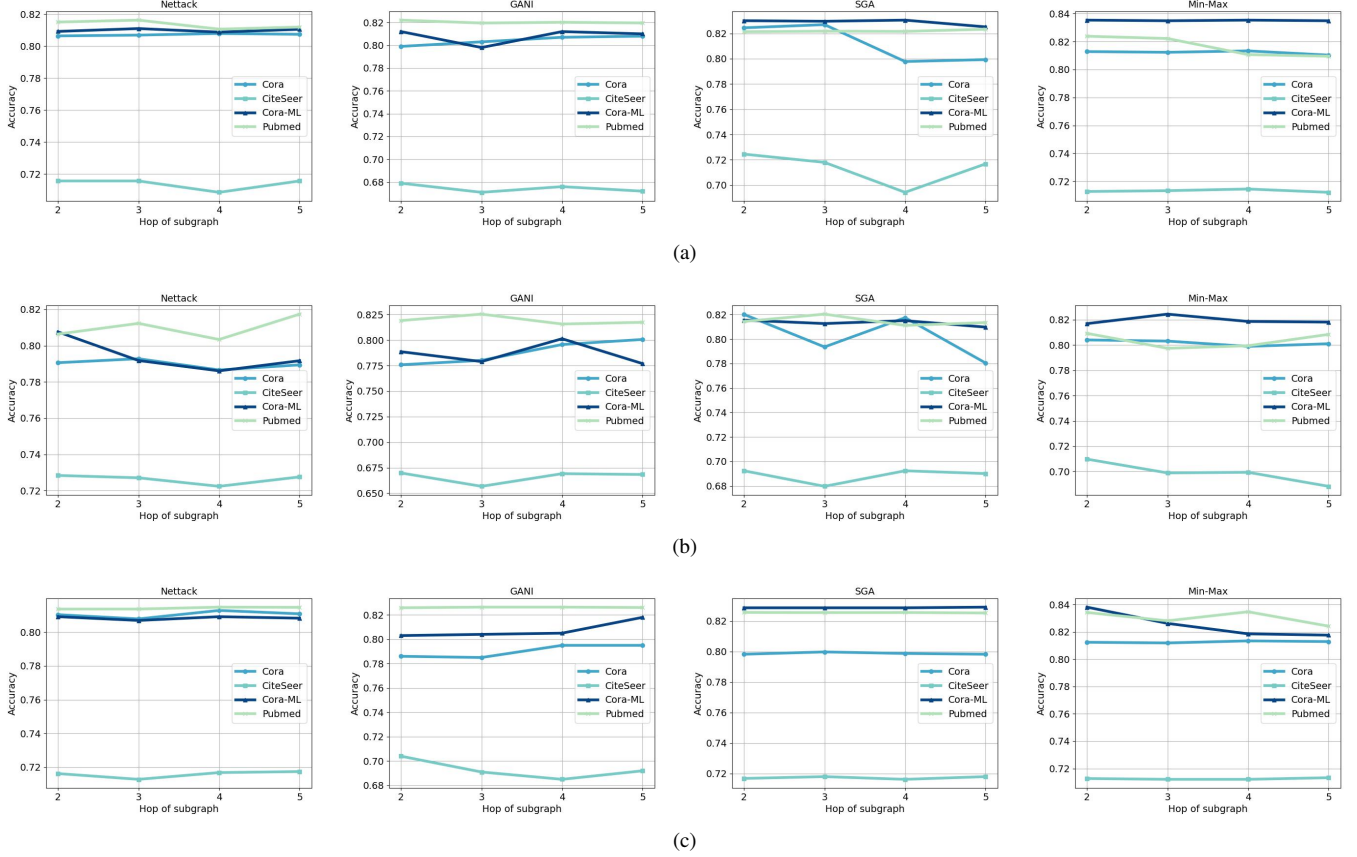 Nettack
0.82
0.80
0.78
0.76
0.74
0.72
Accuracy
2
3
4
5
Hop of subgraph
Cora
CiteSeer
Cora-ML
Pubmed
GANI
0.82
0.80
0.78
0.76
0.74
0.72
0.70
0.68
Accuracy
2
3
4
5
Hop of subgraph
Cora
CiteSeer
Cora-ML
Pubmed
SGA
0.82
0.80
0.78
0.76
0.74
0.72
0.70
Accuracy
2
3
4
5
Hop of subgraph
Cora
CiteSeer
Cora-ML
Pubmed
Min-Max
0.84
0.82
0.80
0.78
0.76
0.74
0.72
Accuracy
2
3
4
5
Hop of subgraph
Cora
CiteSeer
Cora-ML
Pubmed
(a)
Nettack
0.82
0.80
0.78
0.76
0.74
0.72
Accuracy
2
3
4
5
Hop of subgraph
Cora
CiteSeer
Cora-ML
Pubmed
GANI
0.825
0.800
0.775
0.750
0.725
0.700
0.675
0.650
Accuracy
2
3
4
5
Hop of subgraph
Cora
CiteSeer
Cora-ML
Pubmed
SGA
0.82
0.80
0.78
0.76
0.74
0.72
0.70
0.68
Accuracy
2
3
4
5
Hop of subgraph
Cora
CiteSeer
Cora-ML
Pubmed
Min-Max
0.82
0.80
0.78
0.76
0.74
0.72
0.70
Accuracy
2
3
4
5
Hop of subgraph
Cora
CiteSeer
Cora-ML
Pubmed
(b)
Nettack
0.80
0.78
0.76
0.74
0.72
Accuracy
2
3
4
5
Hop of subgraph
Cora
CiteSeer
Cora-ML
Pubmed
GANI
0.82
0.80
0.78
0.76
0.74
0.72
0.70
0.68
Accuracy
2
3
4
5
Hop of subgraph
Cora
CiteSeer
Cora-ML
Pubmed
SGA
0.82
0.80
0.78
0.76
0.74
0.72
Accuracy
2
3
4
5
Hop of subgraph
Cora
CiteSeer
Cora-ML
Pubmed
Min-Max
0.84
0.82
0.80
0.78
0.76
0.74
0.72
Accuracy
2
3
4
5
Hop of subgraph
Cora
CiteSeer
Cora-ML
Pubmed
(c)